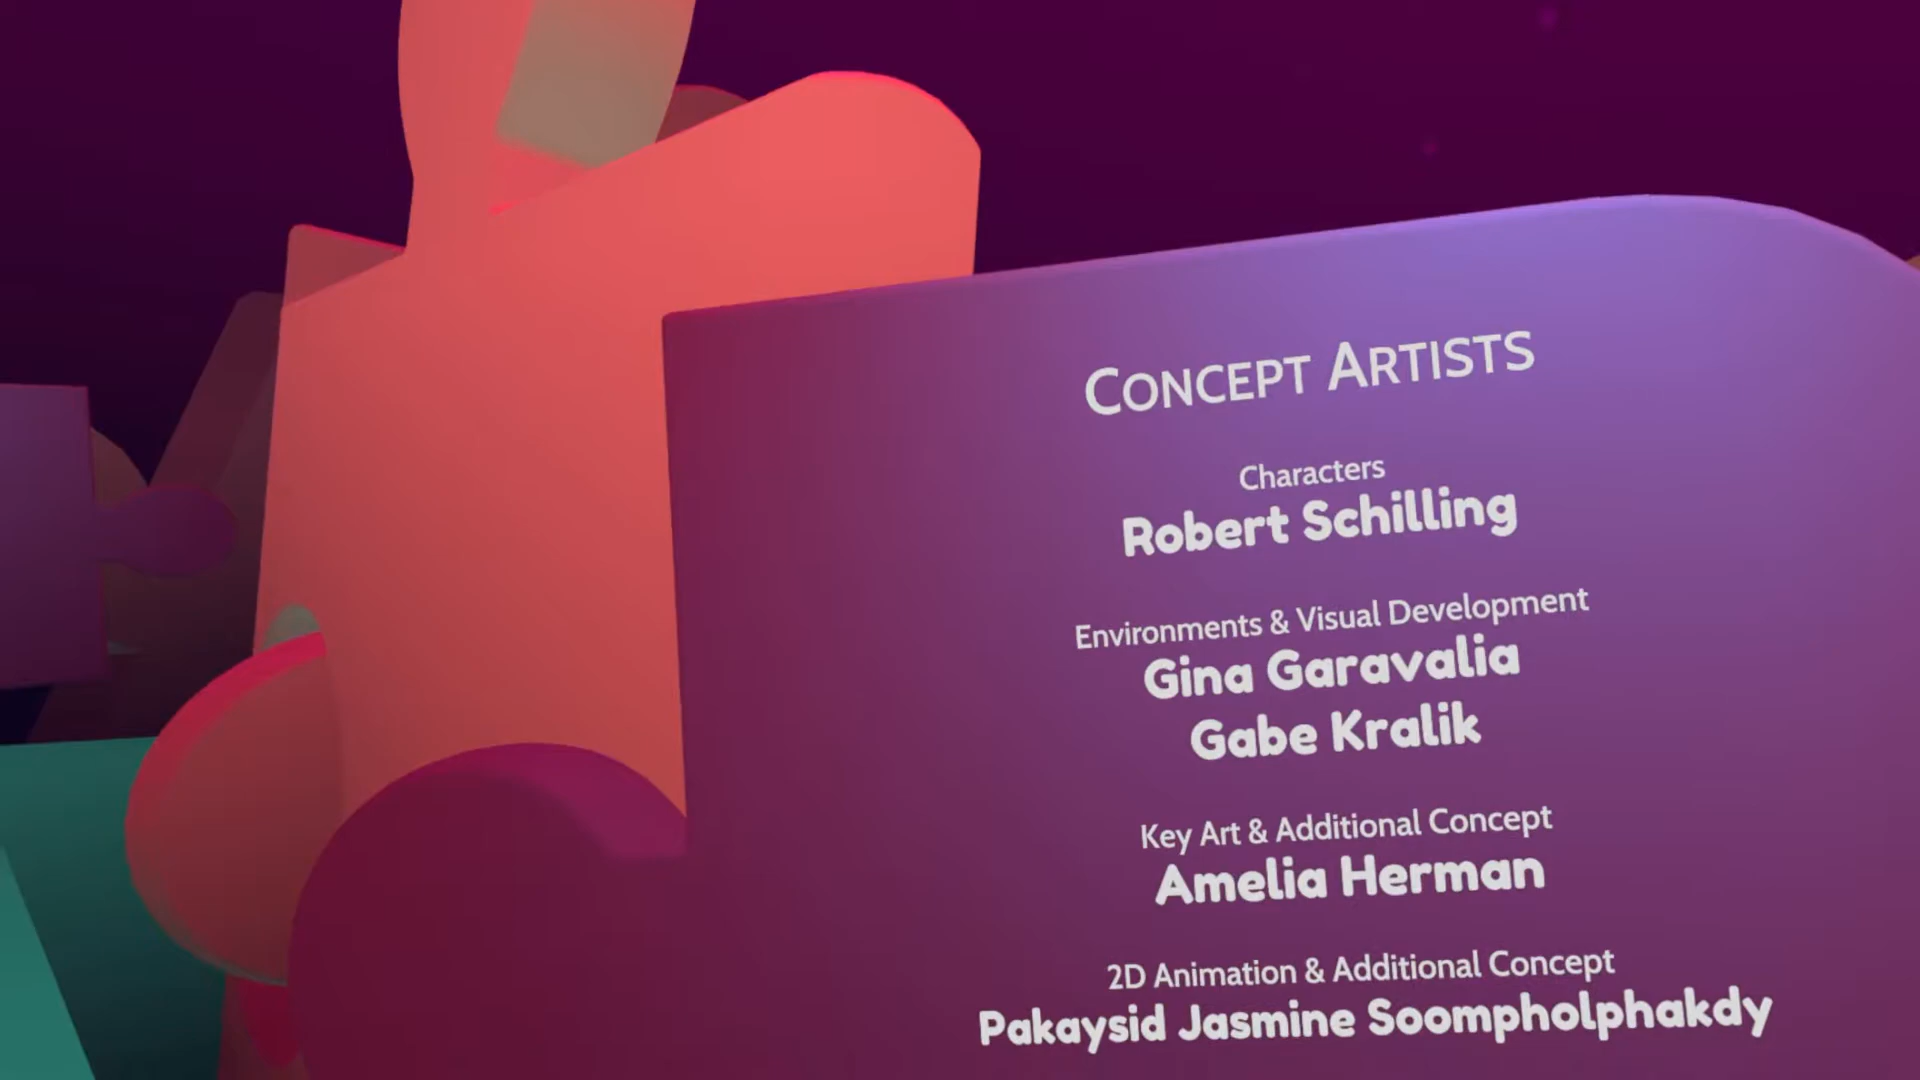 Concept Artists
Characters
Robert Schilling
Environments & Visual Development
Gina Garavalia
Gabe Kralik
Key Art & Additional Concept
Amelia Herman
2D Animation & Additional Concept
Pakaysid Jasmine Soompholphakdy